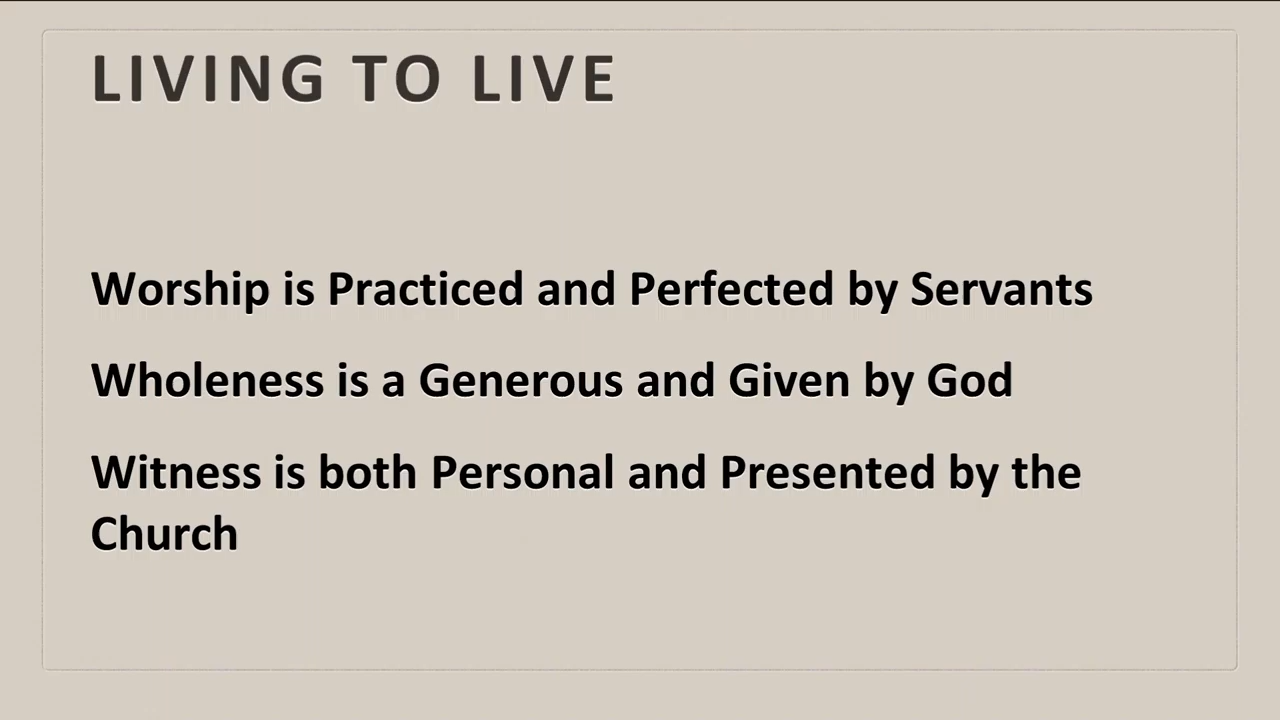 LIVING TO LIVE
Worship is Practiced and Perfected by Servants
Wholeness is a Generous and Given by God
Witness is both Personal and Presented by the
Church